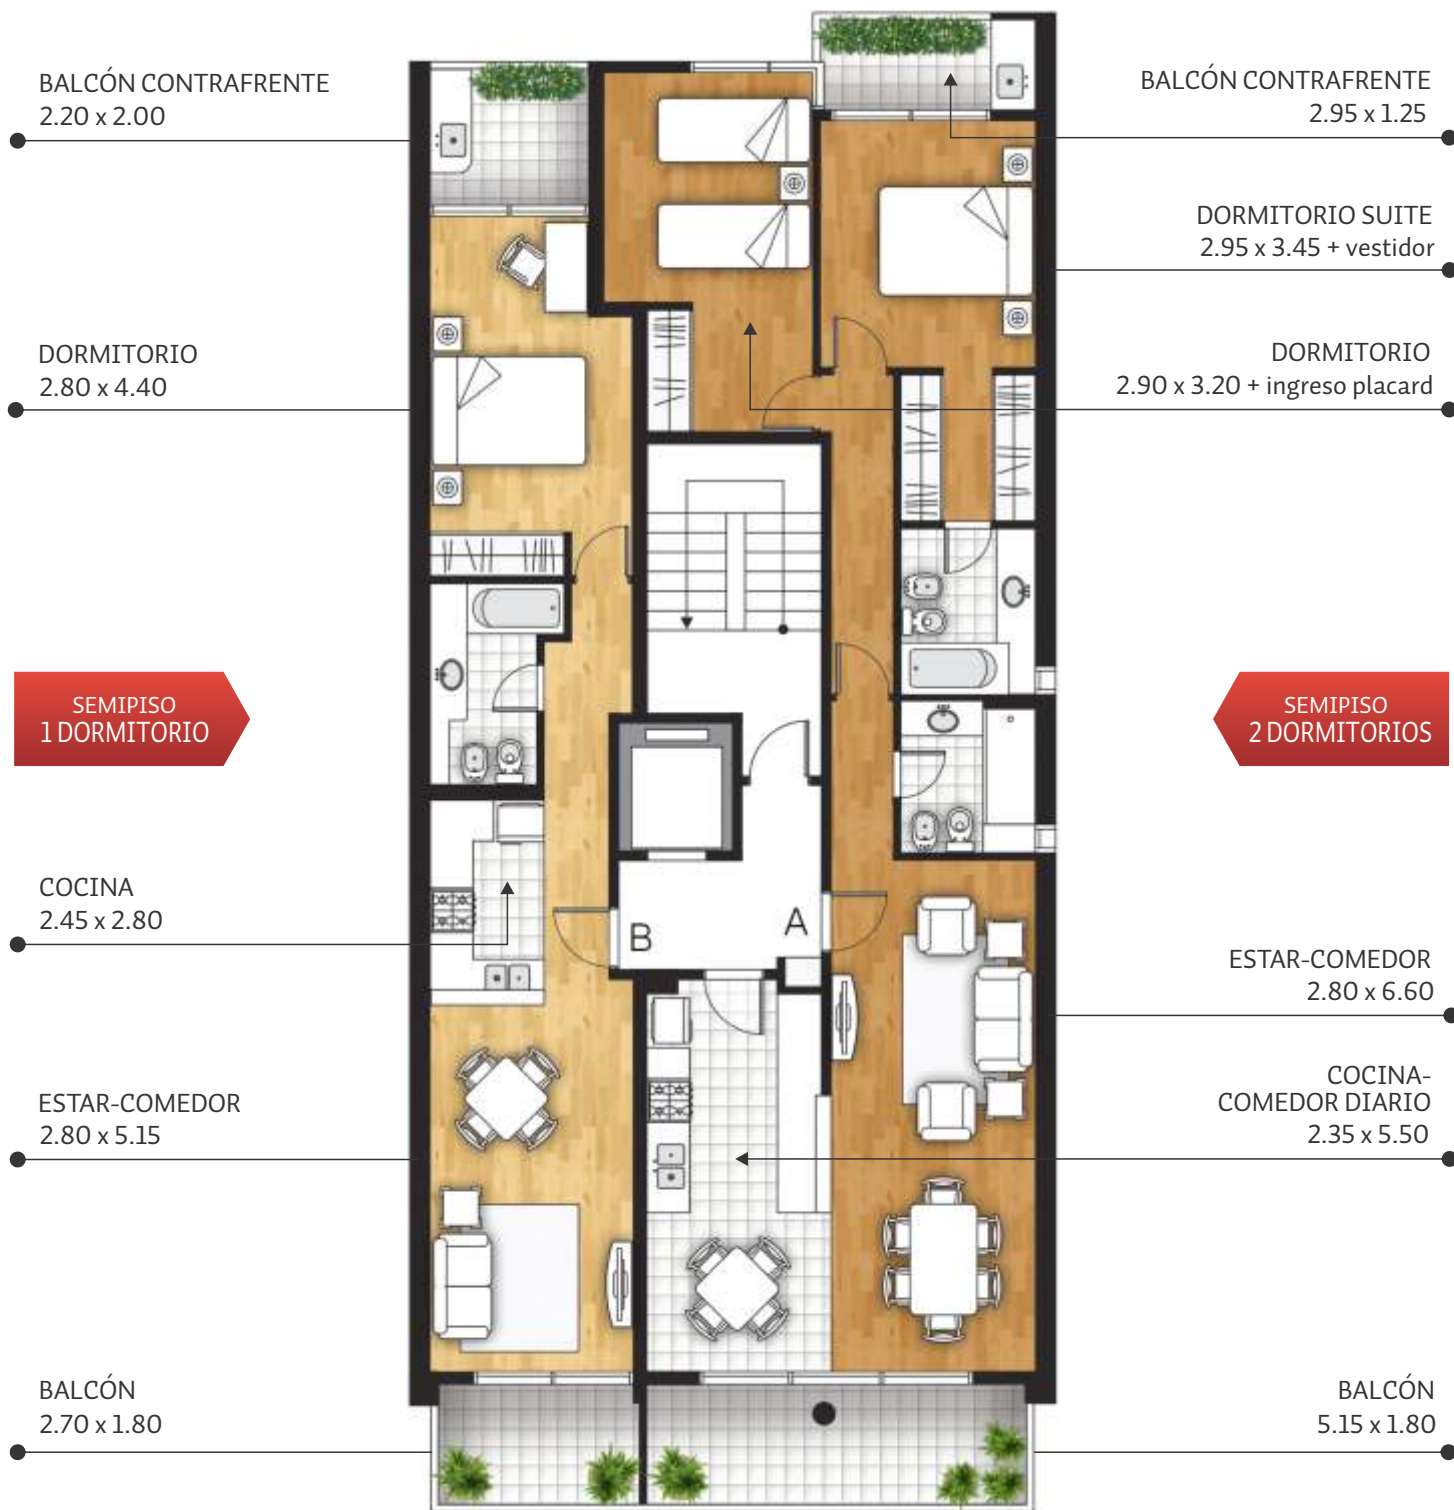 BALCÓN CONTRAFRENTE
2.20 x 2.00
DORMITORIO
2.80 x 4.40
SEMIPISO
1 DORMITORIO
COCINA
2.45 x 2.80
ESTAR-COMEDOR
2.80 x 5.15
BALCÓN
2.70 x 1.80
B
A
BALCÓN CONTRAFRENTE
2.95 x 1.25
DORMITORIO SUITE
2.95 x 3.45 + vestidor
DORMITORIO
2.90 x 3.20 + ingreso placard
SEMIPISO
2 DORMITORIOS
ESTAR-COMEDOR
2.80 x 6.60
COCINA-
COMEDOR DIARIO
2.35 x 5.50
BALCÓN
5.15 x 1.80